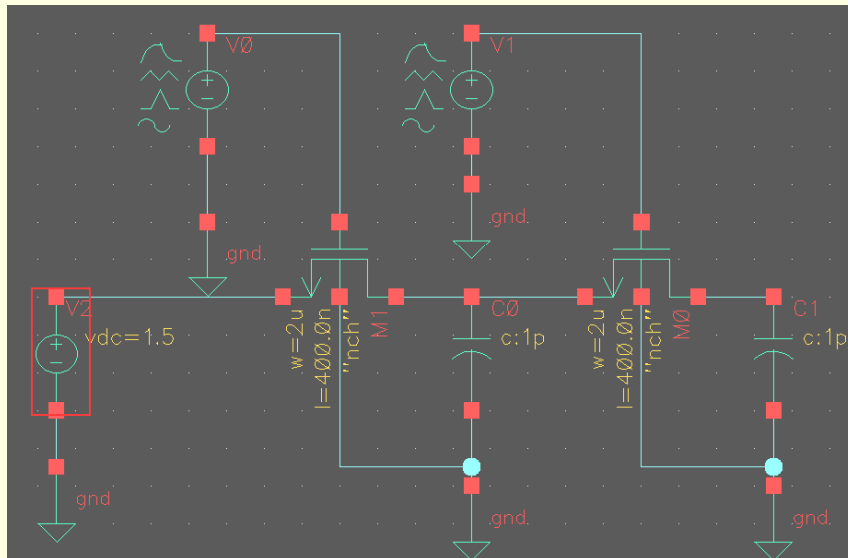 V0
V1
gnd
gnd
V2
vdc=1.5
w=2u
l=400.0n
"nch"
M1
C0
c:1p
w=2u
l=400.0n
"nch"
M0
C1
c:1p
gnd
gnd
gnd